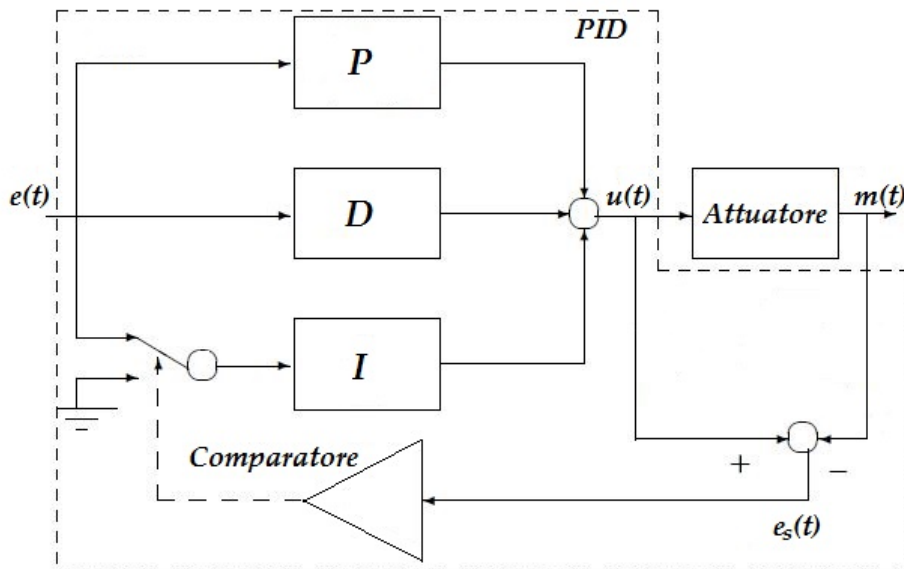 PID
P
e(t)
D
u(t)
Attuatore
m(t)
I
Comparatore
+
−
e_s(t)